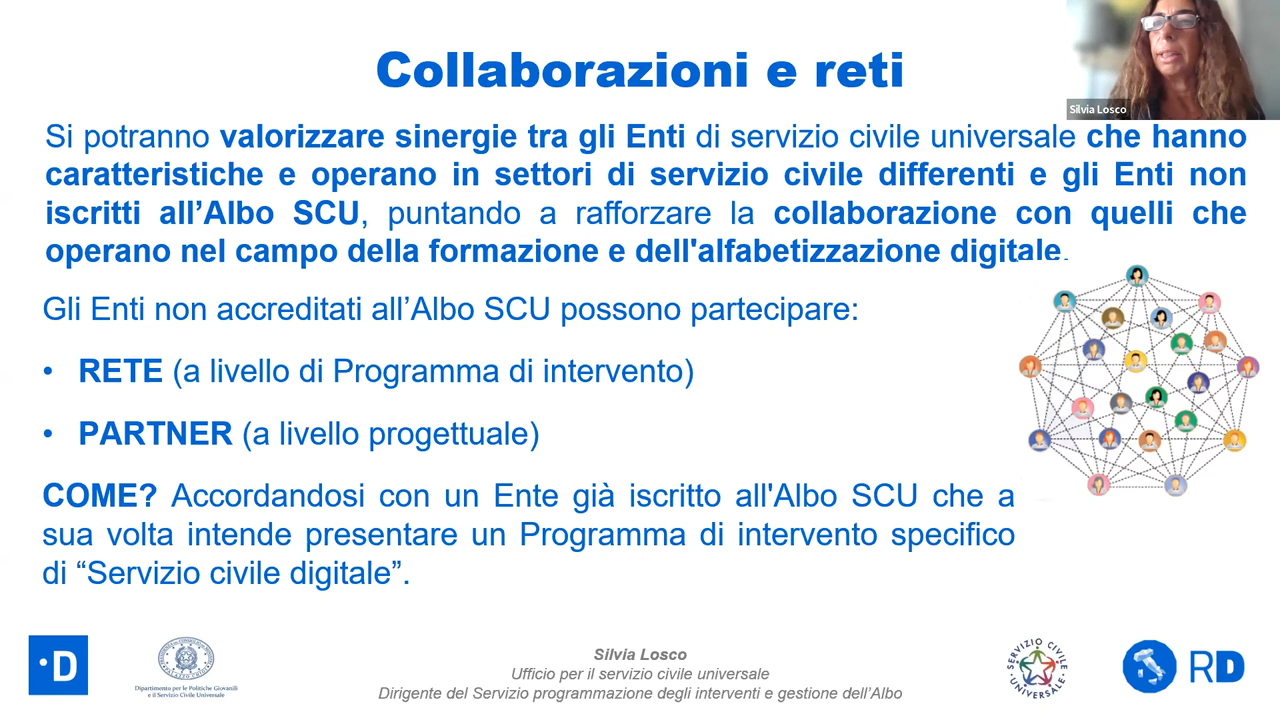 Collaborazioni e reti
Silvia Losco
Si potranno valorizzare sinergie tra gli Enti di servizio civile universale che hanno
caratteristiche e operano in settori di servizio civile differenti e gli Enti non
iscritti all’Albo SCU, puntando a rafforzare la collaborazione con quelli che
operano nel campo della formazione e dell'alfabetizzazione digitale.
Gli Enti non accreditati all’Albo SCU possono partecipare:
• RETE (a livello di Programma di intervento)
• PARTNER (a livello progettuale)
COME? Accordandosi con un Ente già iscritto all'Albo SCU che a
sua volta intende presentare un Programma di intervento specifico
di “Servizio civile digitale”.
·D
Dipartimento per le Politiche Giovanili
e il Servizio Civile Universale
Silvia Losco
Ufficio per il servizio civile universale
Dirigente del Servizio programmazione degli interventi e gestione dell’Albo
SERVIZIO CIVILE
UNIVERSALE
RD